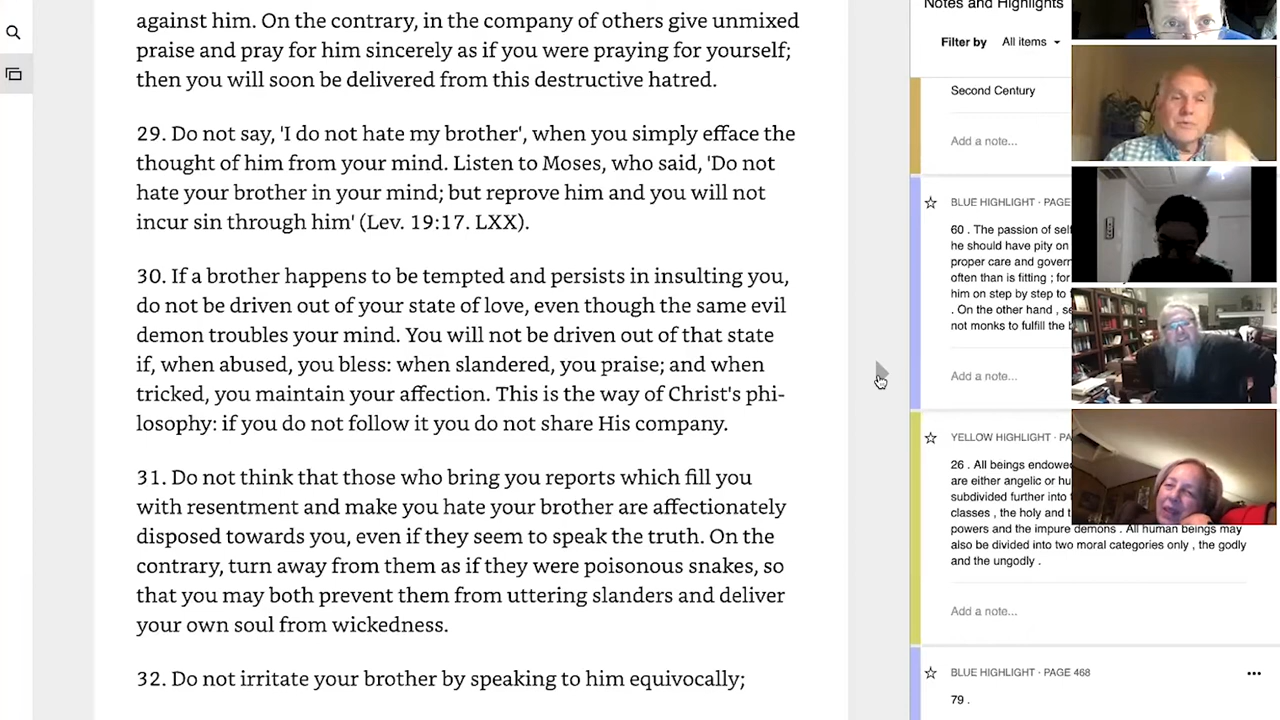 against him. On the contrary, in the company of others give unmixed
praise and pray for him sincerely as if you were praying for yourself;
then you will soon be delivered from this destructive hatred.
29. Do not say, 'I do not hate my brother', when you simply efface the
thought of him from your mind. Listen to Moses, who said, 'Do not
hate your brother in your mind; but reprove him and you will not
incur sin through him' (Lev. 19:17. LXX).
30. If a brother happens to be tempted and persists in insulting you,
do not be driven out of your state of love, even though the same evil
demon troubles your mind. You will not be driven out of that state
if, when abused, you bless: when slandered, you praise; and when
tricked, you maintain your affection. This is the way of Christ's phi-
losophy: if you do not follow it you do not share His company.
31. Do not think that those who bring you reports which fill you
with resentment and make you hate your brother are affectionately
disposed towards you, even if they seem to speak the truth. On the
contrary, turn away from them as if they were poisonous snakes, so
that you may both prevent them from uttering slanders and deliver
your own soul from wickedness.
32. Do not irritate your brother by speaking to him equivocally;
Notes and Highlights
Filter by All items
Second Century
Add a note...
BLUE HIGHLIGHT · PAGE
60 . The passion of
he should have pity on
proper care and
often than is fitting ; for
him on step by step to
. On the other hand ,
not monks to fulfill the
Add a note...
YELLOW HIGHLIGHT ·
26 . All beings endowed
are either angelic or
subdivided further into
classes , the holy and
powers and the impure demons . All human beings may
also be divided into two moral categories only , the godly
and the ungodly .
Add a note...
BLUE HIGHLIGHT · PAGE 468
79 .